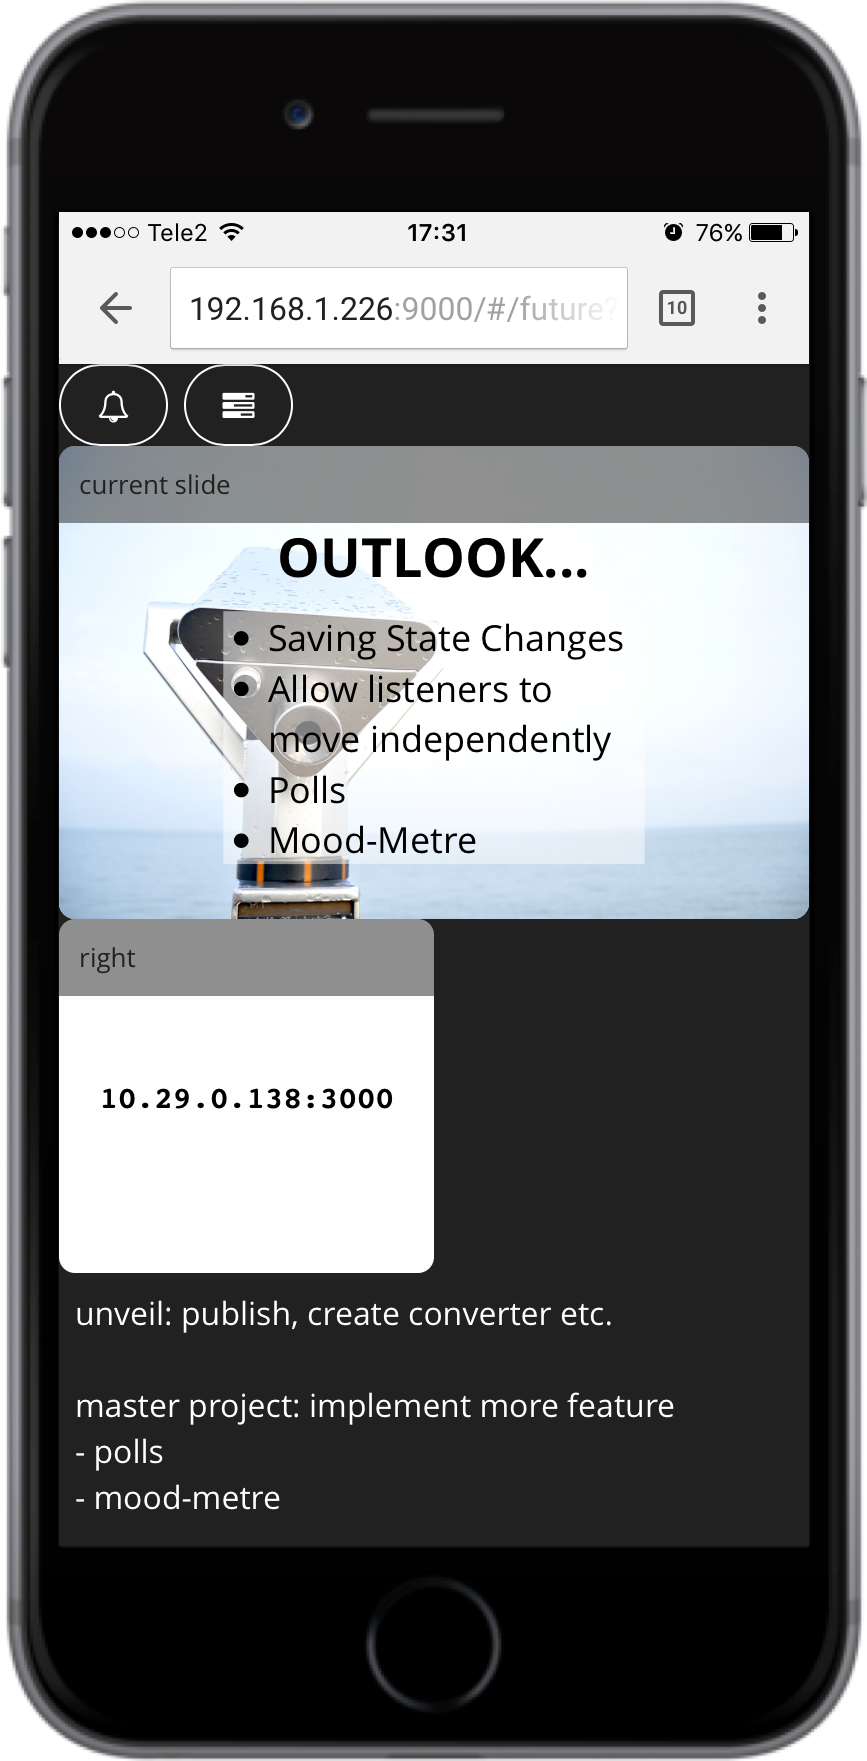 Tele2 17:31 76%
192.168.1.226:9000/#/future?
10
current slide
OUTLOOK...
• Saving State Changes
• Allow listeners to
move independently
• Polls
• Mood-Metre
right
10.29.0.138:3000
unveil: publish, create converter etc.
master project: implement more feature
- polls
- mood-metre